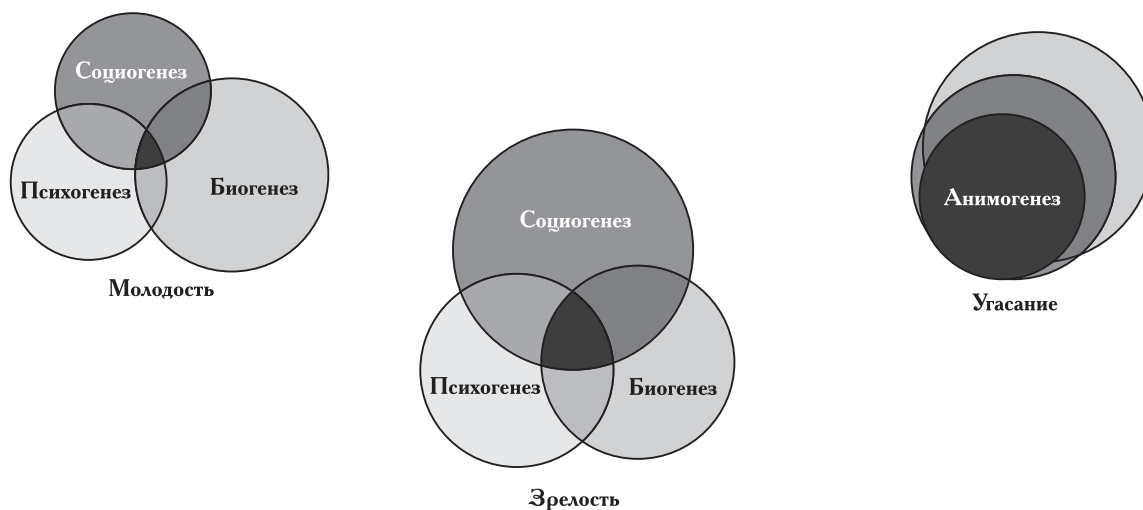 Социогенез
Психогенез
Биогенез
Молодость
Социогенез
Психогенез
Биогенез
Зрелость
Анимогенез
Угасание